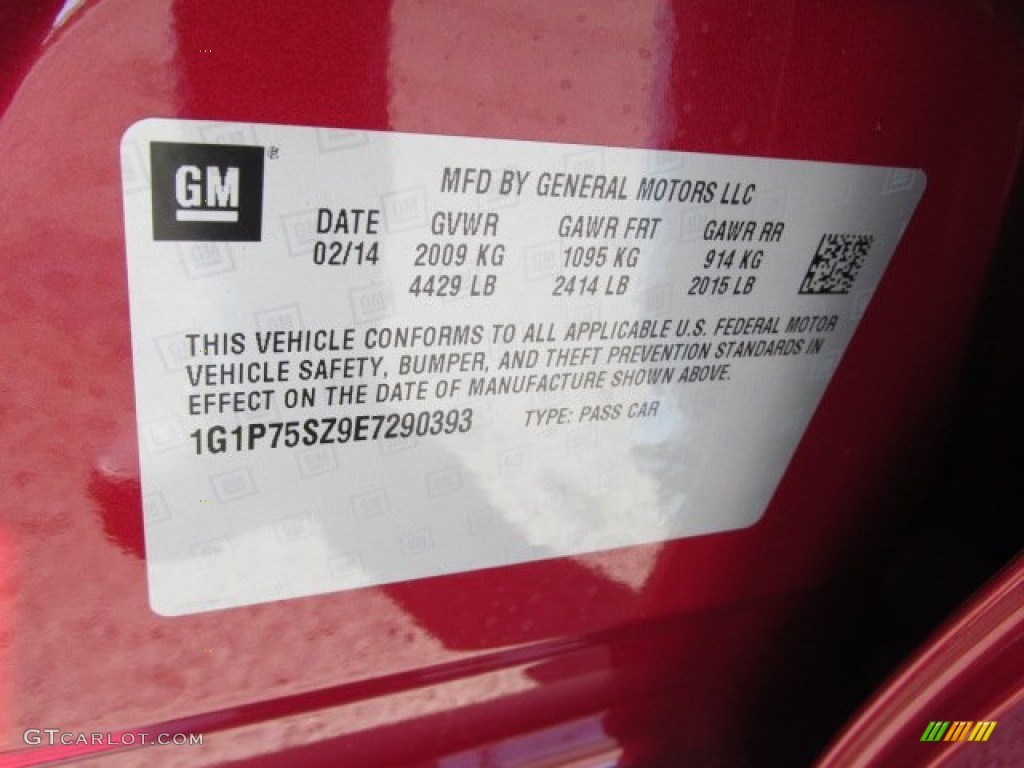 GM®
MFD BY GENERAL MOTORS LLC
DATE GVWR GAWR FRT GAWR RR
02/14 2009 KG 1095 KG 914 KG
4429 LB 2414 LB 2015 LB
THIS VEHICLE CONFORMS TO ALL APPLICABLE U.S. FEDERAL MOTOR
VEHICLE SAFETY, BUMPER, AND THEFT PREVENTION STANDARDS IN
EFFECT ON THE DATE OF MANUFACTURE SHOWN ABOVE.
1G1P75SZ9E7290393 TYPE: PASS CAR
GTCARLOT.COM